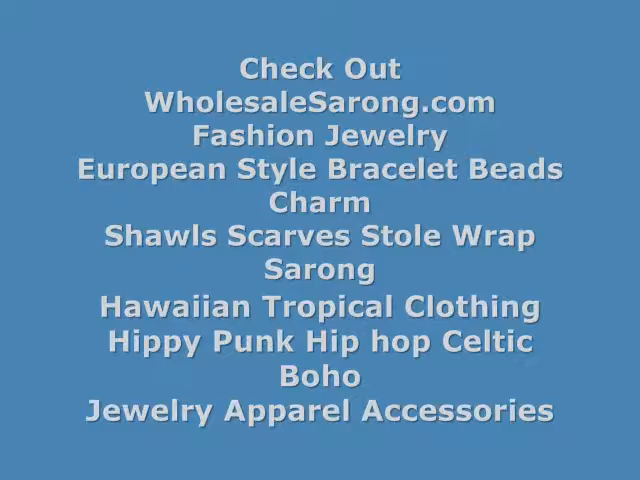 Check Out
WholesaleSarong.com
Fashion Jewelry
European Style Bracelet Beads
Charm
Shawls Scarves Stole Wrap
Sarong
Hawaiian Tropical Clothing
Hippy Punk Hip hop Celtic
Boho
Jewelry Apparel Accessories